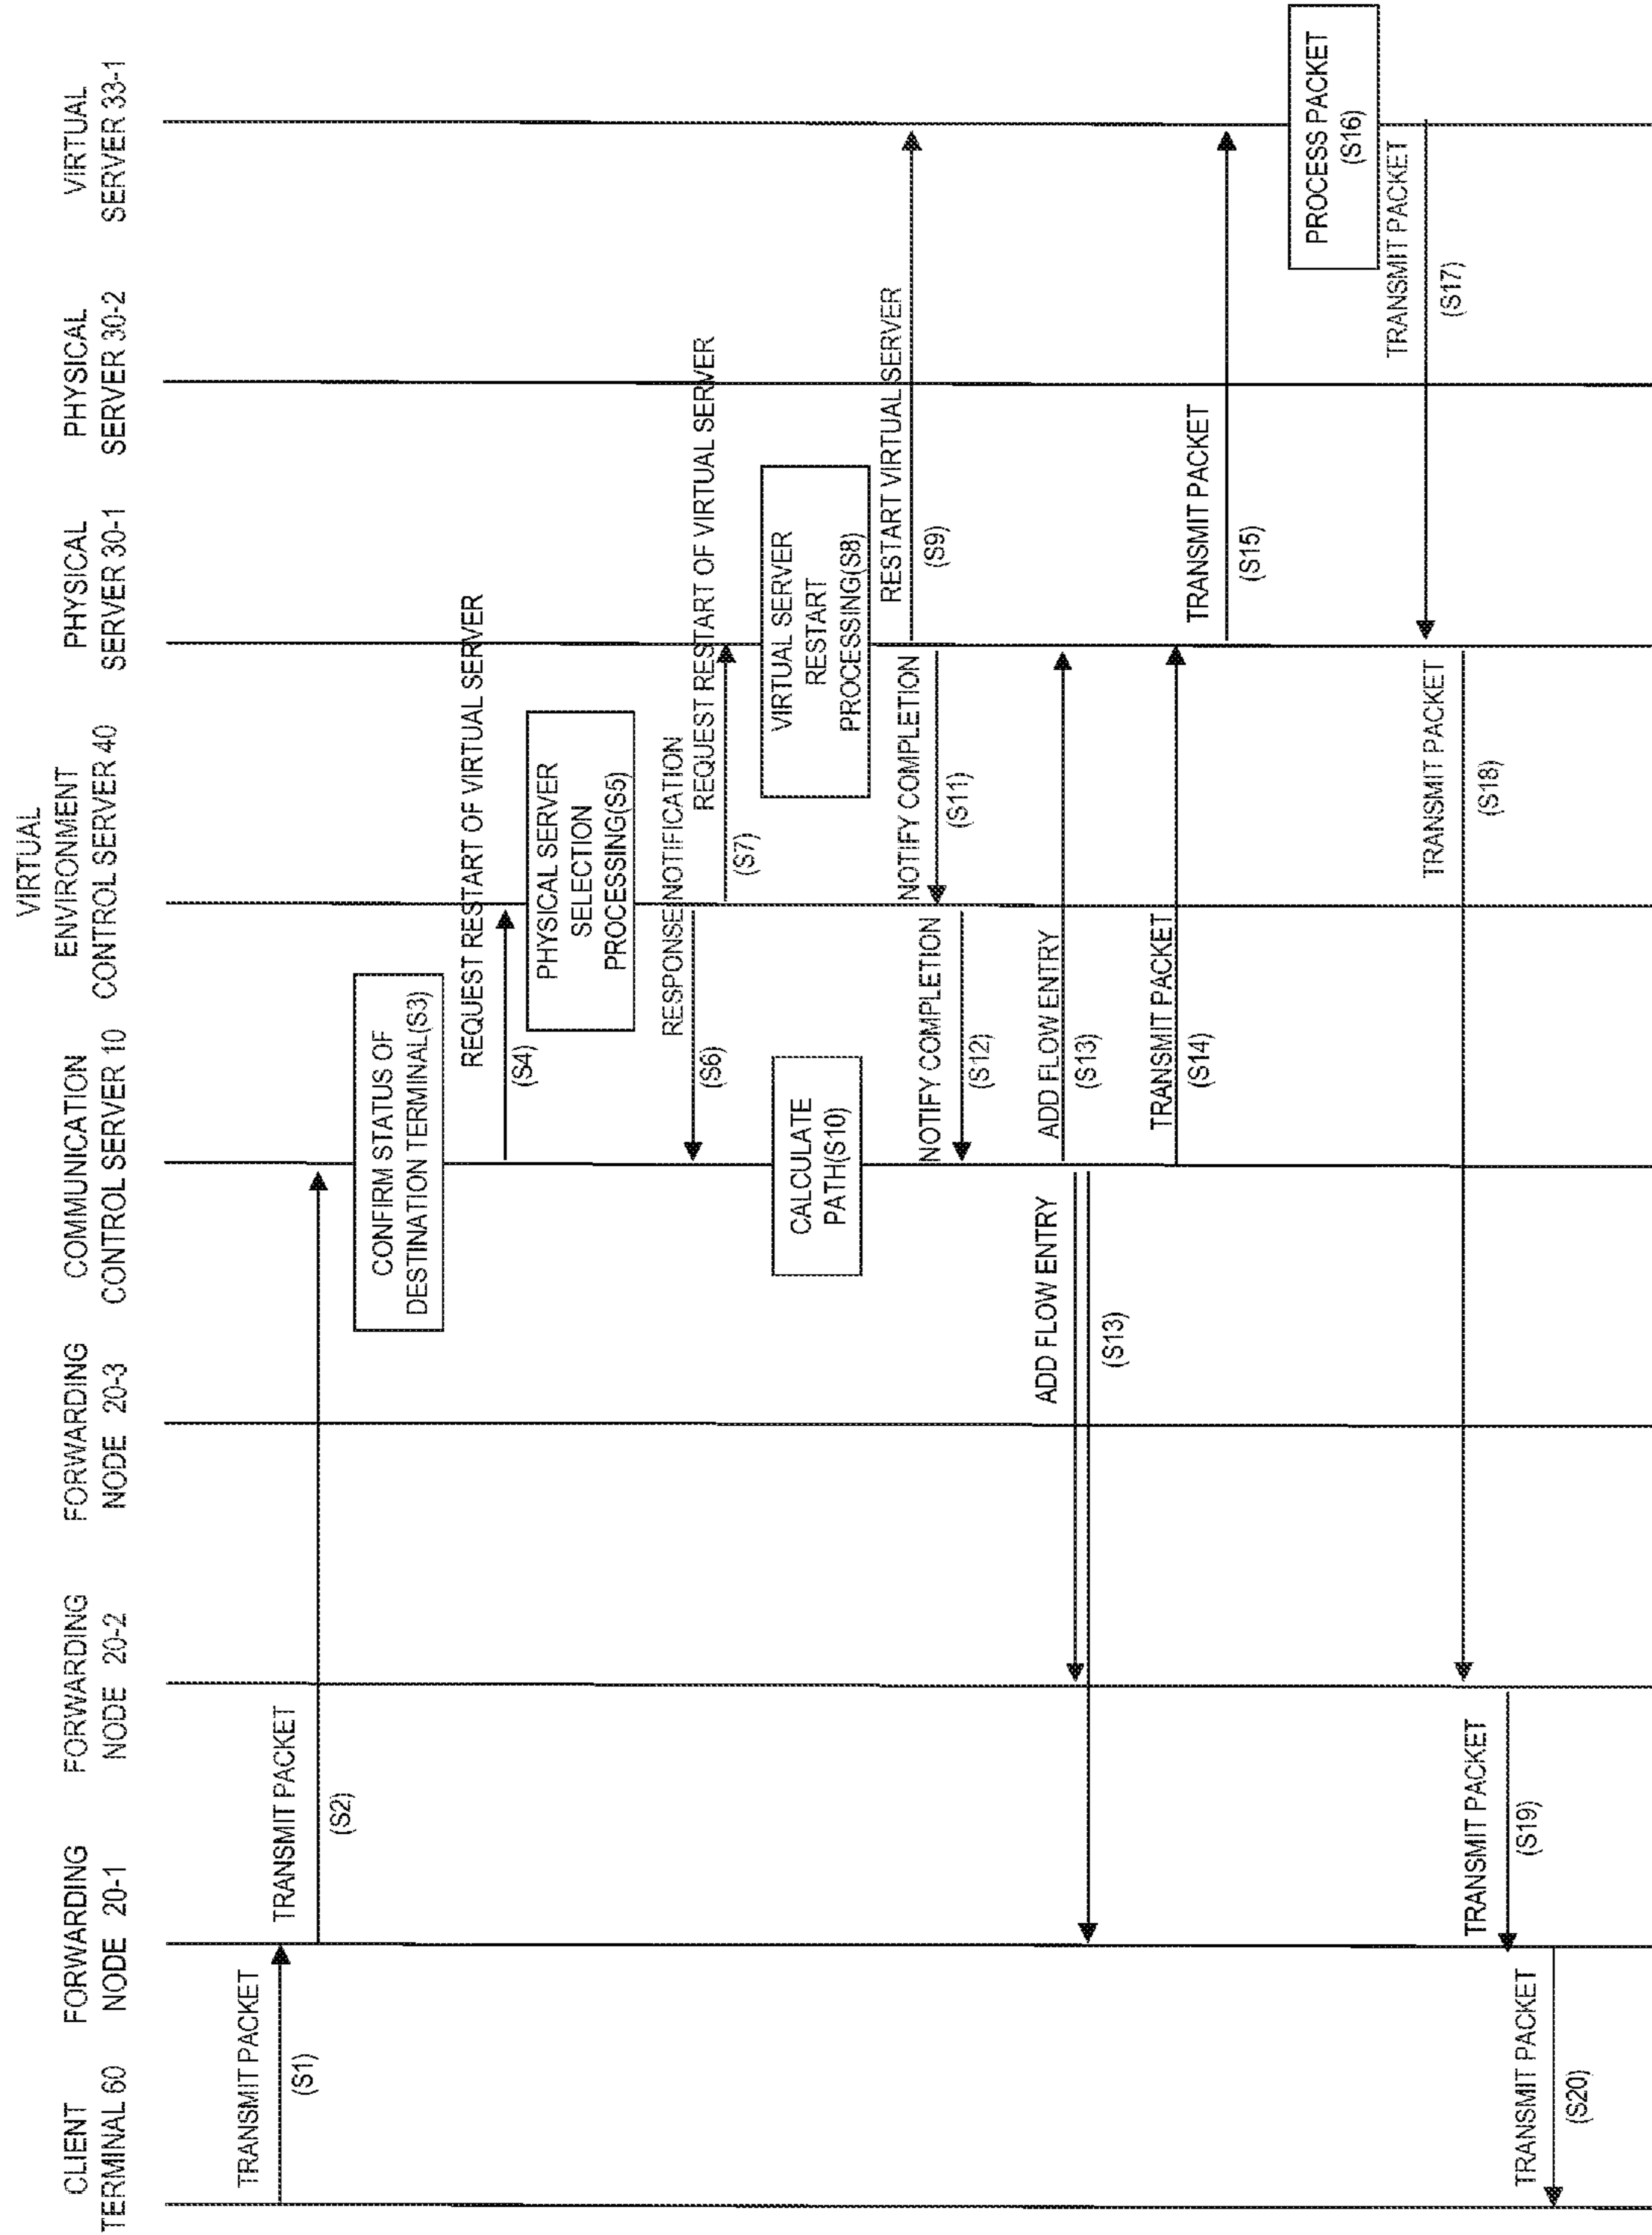 CLIENT
TERMINAL 60
FORWARDING
NODE 20-1
FORWARDING
NODE 20-2
FORWARDING
NODE 20-3
COMMUNICATION
CONTROL SERVER 10
VIRTUAL
ENVIRONMENT
CONTROL SERVER 40
PHYSICAL
SERVER 30-1
PHYSICAL
SERVER 30-2
VIRTUAL
SERVER 33-1
TRANSMIT PACKET
(S1)
TRANSMIT PACKET
(S2)
CONFIRM STATUS OF
DESTINATION TERMINAL(S3)
REQUEST RESTART OF VIRTUAL SERVER
(S4)
PHYSICAL SERVER
SELECTION
PROCESSING(S5)
RESPONSE NOTIFICATION
(S6)
REQUEST RESTART OF VIRTUAL SERVER
(S7)
VIRTUAL SERVER
RESTART
PROCESSING(S8)
CALCULATE
PATH(S10)
RESTART VIRTUAL SERVER
(S9)
NOTIFY COMPLETION
(S11)
NOTIFY COMPLETION
(S12)
ADD FLOW ENTRY
(S13)
ADD FLOW ENTRY
(S13)
TRANSMIT PACKET
(S14)
TRANSMIT PACKET
(S15)
PROCESS PACKET
(S16)
TRANSMIT PACKET
(S17)
TRANSMIT PACKET
(S18)
TRANSMIT PACKET
(S19)
TRANSMIT PACKET
(S20)